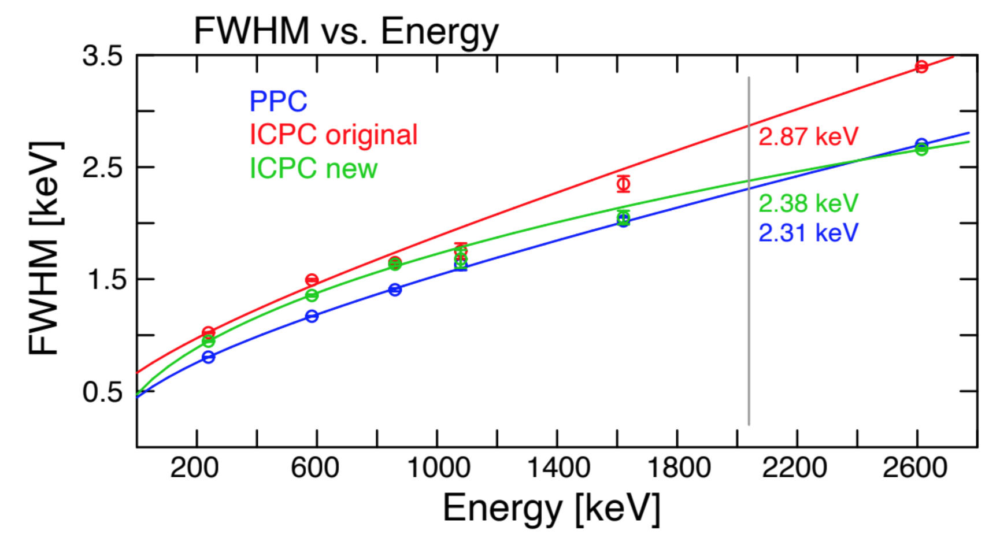 FWHM vs. Energy
3.5
PPC
ICPC original
2.87 keV
ICPC new
2.5
2.38 keV
2.31 keV
1.5
0.5
FWHM [keV]
200 600 1000 1400 1800 2200 2600
Energy [keV]